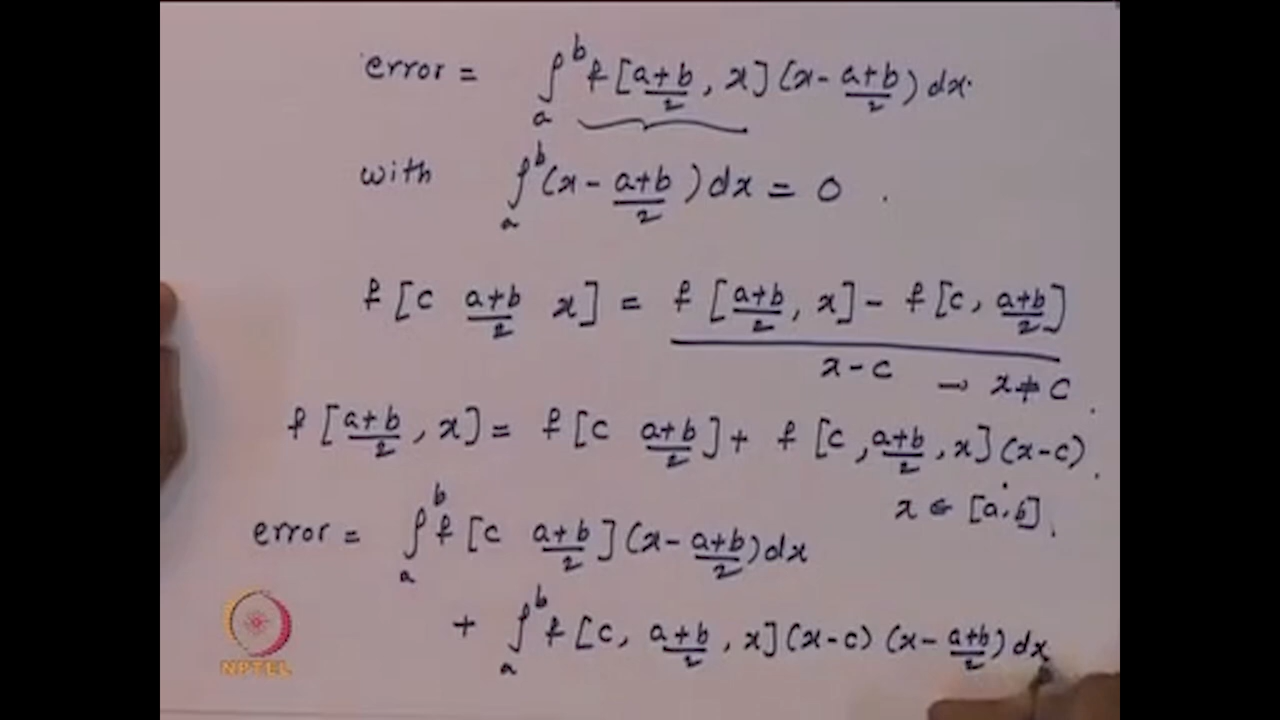 error = ∫_a^b f[(a+b)/2, x](x - (a+b)/2) dx.
with ∫_a^b (x - (a+b)/2) dx = 0.
f[c (a+b)/2 x] = (f[(a+b)/2, x] - f[c, (a+b)/2])/(x - c) → x ≠ c.
f[(a+b)/2, x] = f[c (a+b)/2] + f[c, (a+b)/2, x](x - c).
x ∈ [a, b].
error = ∫_a^b f[c (a+b)/2](x - (a+b)/2) dx
+ ∫_a^b f[c, (a+b)/2, x](x - c)(x - (a+b)/2) dx
NPTEL